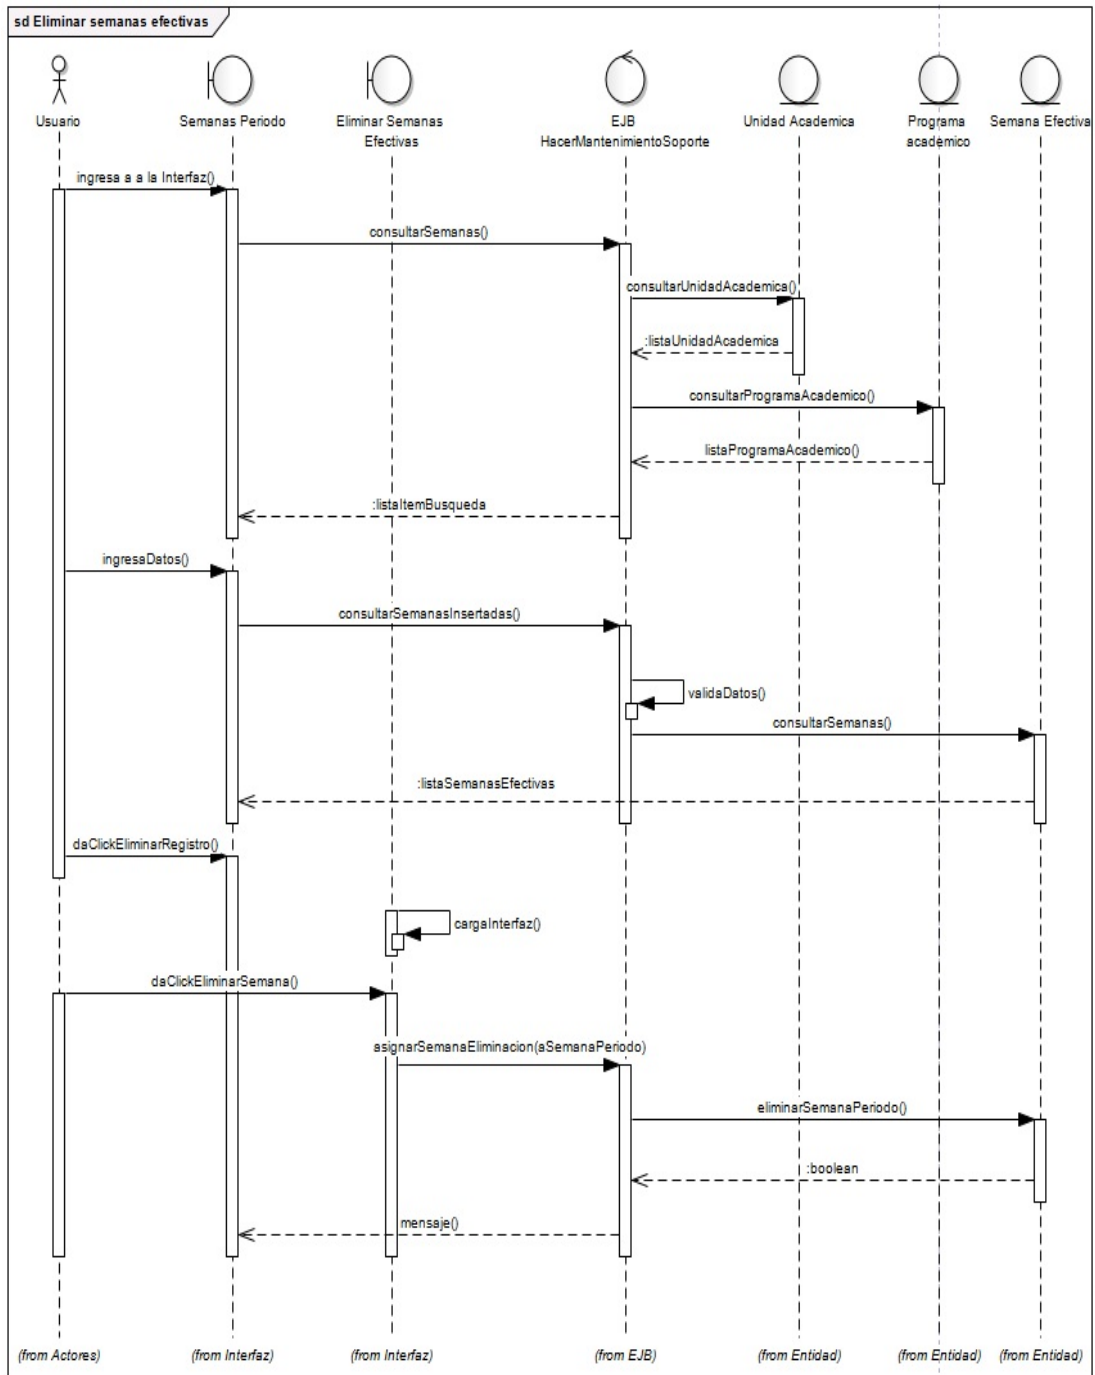 sd Eliminar semanas efectivas
Usuario
Semanas Periodo
Eliminar Semanas
Efectivas
EJB
HacerMantenimientoSoporte
Unidad Academica
Programa
academico
Semana Efectiva
ingresa a a la Interfaz()
consultarSemanas()
consultarUnidadAcademica()
:listaUnidadAcademica
consultarProgramaAcademico()
listaProgramaAcademico()
:listaItemBusqueda
ingresaDatos()
consultarSemanasInsertadas()
validaDatos()
consultarSemanas()
:listaSemanasEfectivas
daClickEliminarRegistro()
cargaInterfaz()
daClickEliminarSemana()
asignarSemanaEliminacion(aSemanaPeriodo)
eliminarSemanaPeriodo()
:boolean
mensaje()
(from Actores)
(from Interfaz)
(from Interfaz)
(from EJB)
(from Entidad)
(from Entidad)
(from Entidad)